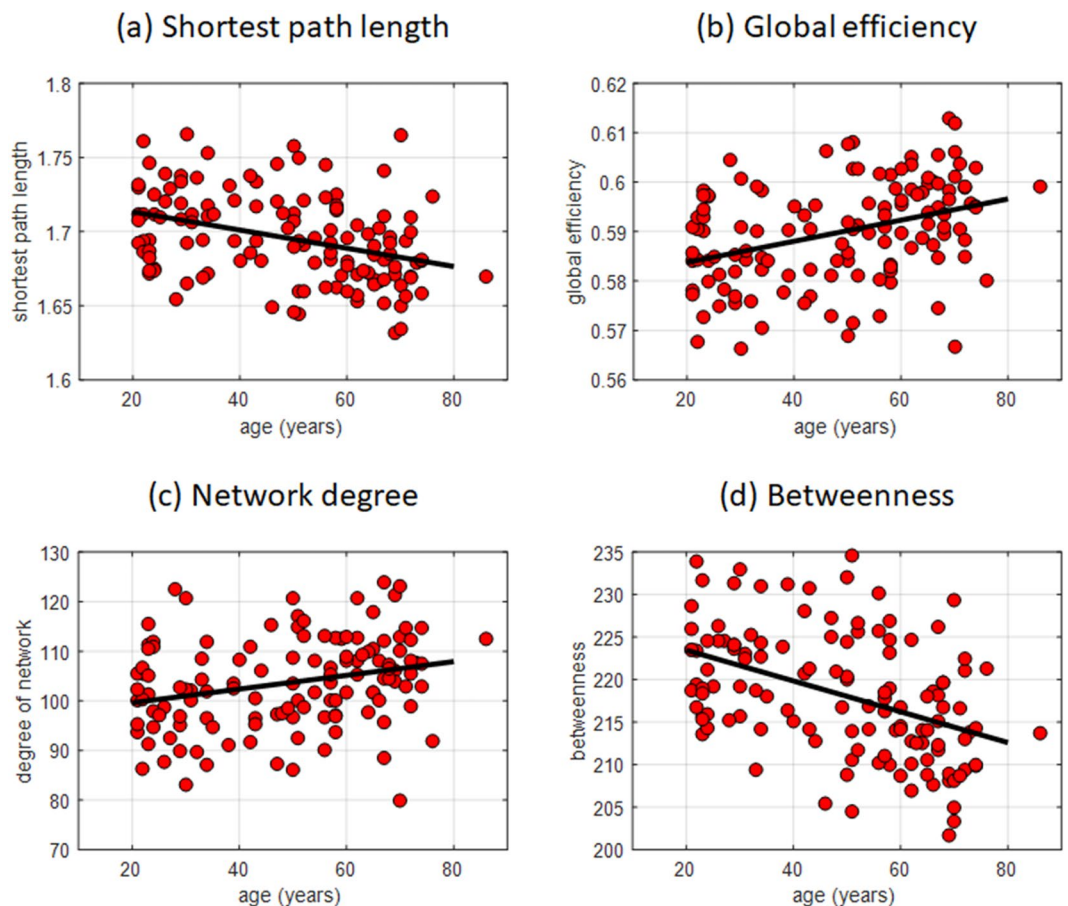 (a) Shortest path length
1.8
1.75
1.7
1.65
1.6
shortest path length
20 40 60 80
age (years)
(b) Global efficiency
0.62
0.61
0.6
0.59
0.58
0.57
0.56
global efficiency
20 40 60 80
age (years)
(c) Network degree
130
120
110
100
90
80
70
degree of network
20 40 60 80
age (years)
(d) Betweenness
235
230
225
220
215
210
205
200
betweenness
20 40 60 80
age (years)